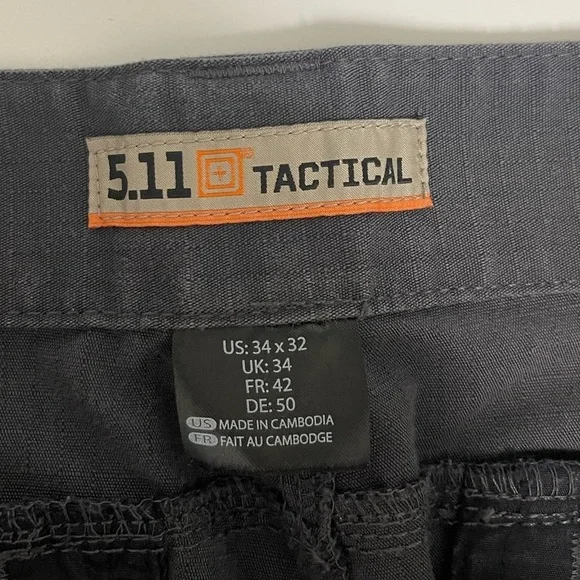 5.11 ® TACTICAL
US: 34 x 32
UK: 34
FR: 42
DE: 50
US MADE IN CAMBODIA
FR FAIT AU CAMBODGE